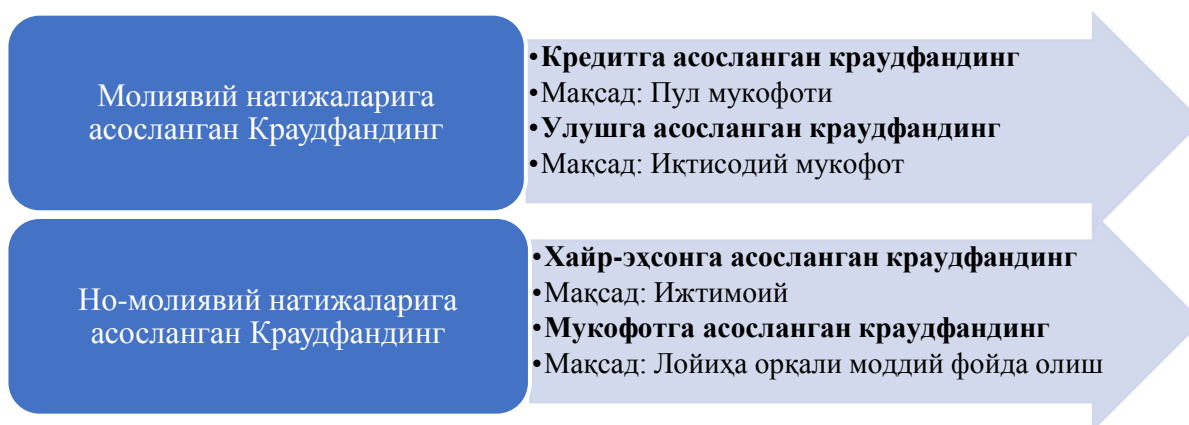 Молиявий натижаларига
асосланган Краудфандинг
•Кредитга асосланган краудфандинг
•Мақсад: Пул мукофоти
•Улушга асосланган краудфандинг
•Мақсад: Иқтисодий мукофот
Но-молиявий натижаларига
асосланган Краудфандинг
•Хайр-эҳсонга асосланган краудфандинг
•Мақсад: Ижтимоий
•Мукофотга асосланган краудфандинг
•Мақсад: Лойиҳа орқали моддий фойда олиш